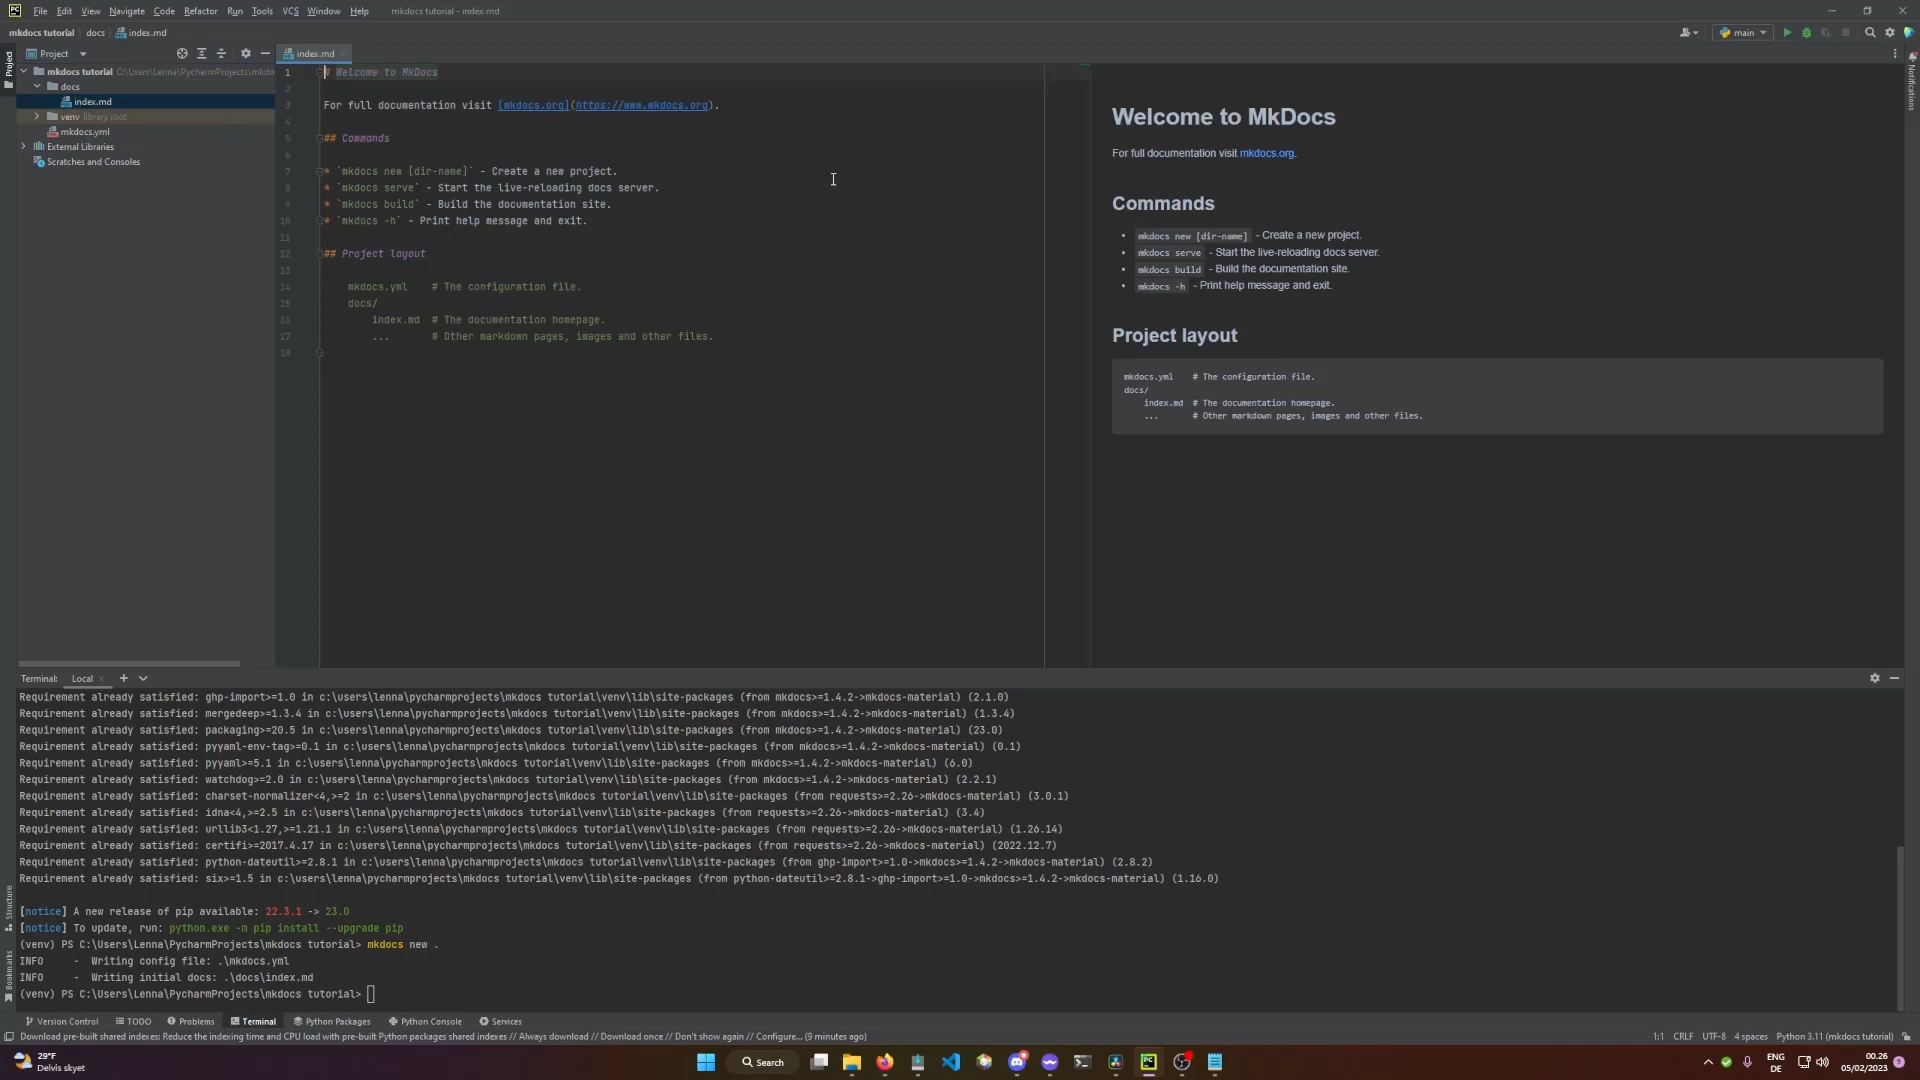 File Edit View Navigate Code Refactor Run Tools VCS Window Help mkdocs tutorial - index.md
mkdocs tutorial docs index.md main
Project index.md
mkdocs tutorial C:\Users\Lenna\PycharmProjects\mkdo
docs
index.md
venv library root
mkdocs.yml
External Libraries
Scratches and Consoles
Project
Notifications
1 # Welcome to MkDocs
2
3 For full documentation visit [mkdocs.org](https://www.mkdocs.org).
4
5 ## Commands
6
7 * `mkdocs new [dir-name]` - Create a new project.
8 * `mkdocs serve` - Start the live-reloading docs server.
9 * `mkdocs build` - Build the documentation site.
10 * `mkdocs -h` - Print help message and exit.
11
12 ## Project layout
13
14 mkdocs.yml # The configuration file.
15 docs/
16 index.md # The documentation homepage.
17 ... # Other markdown pages, images and other files.
18
Welcome to MkDocs
For full documentation visit mkdocs.org.
Commands
• mkdocs new [dir-name] - Create a new project.
• mkdocs serve - Start the live-reloading docs server.
• mkdocs build - Build the documentation site.
• mkdocs -h - Print help message and exit.
Project layout
mkdocs.yml # The configuration file.
docs/
index.md # The documentation homepage.
... # Other markdown pages, images and other files.
Terminal: Local
Requirement already satisfied: ghp-import>=1.0 in c:\users\lenna\pycharmprojects\mkdocs tutorial\venv\lib\site-packages (from mkdocs>=1.4.2->mkdocs-material) (2.1.0)
Requirement already satisfied: mergedeep>=1.3.4 in c:\users\lenna\pycharmprojects\mkdocs tutorial\venv\lib\site-packages (from mkdocs>=1.4.2->mkdocs-material) (1.3.4)
Requirement already satisfied: packaging>=20.5 in c:\users\lenna\pycharmprojects\mkdocs tutorial\venv\lib\site-packages (from mkdocs>=1.4.2->mkdocs-material) (23.0)
Requirement already satisfied: pyyaml-env-tag>=0.1 in c:\users\lenna\pycharmprojects\mkdocs tutorial\venv\lib\site-packages (from mkdocs>=1.4.2->mkdocs-material) (0.1)
Requirement already satisfied: pyyaml>=5.1 in c:\users\lenna\pycharmprojects\mkdocs tutorial\venv\lib\site-packages (from mkdocs>=1.4.2->mkdocs-material) (6.0)
Requirement already satisfied: watchdog>=2.0 in c:\users\lenna\pycharmprojects\mkdocs tutorial\venv\lib\site-packages (from mkdocs>=1.4.2->mkdocs-material) (2.2.1)
Requirement already satisfied: charset-normalizer<4,>=2 in c:\users\lenna\pycharmprojects\mkdocs tutorial\venv\lib\site-packages (from requests>=2.26->mkdocs-material) (3.0.1)
Requirement already satisfied: idna<4,>=2.5 in c:\users\lenna\pycharmprojects\mkdocs tutorial\venv\lib\site-packages (from requests>=2.26->mkdocs-material) (3.4)
Requirement already satisfied: urllib3<1.27,>=1.21.1 in c:\users\lenna\pycharmprojects\mkdocs tutorial\venv\lib\site-packages (from requests>=2.26->mkdocs-material) (1.26.14)
Requirement already satisfied: certifi>=2017.4.17 in c:\users\lenna\pycharmprojects\mkdocs tutorial\venv\lib\site-packages (from requests>=2.26->mkdocs-material) (2022.12.7)
Requirement already satisfied: python-dateutil>=2.8.1 in c:\users\lenna\pycharmprojects\mkdocs tutorial\venv\lib\site-packages (from ghp-import>=1.0->mkdocs>=1.4.2->mkdocs-material) (2.8.2)
Requirement already satisfied: six>=1.5 in c:\users\lenna\pycharmprojects\mkdocs tutorial\venv\lib\site-packages (from python-dateutil>=2.8.1->ghp-import>=1.0->mkdocs>=1.4.2->mkdocs-material) (1.16.0)
[notice] A new release of pip available: 22.3.1 -> 23.0
[notice] To update, run: python.exe -m pip install --upgrade pip
(venv) PS C:\Users\Lenna\PycharmProjects\mkdocs tutorial> mkdocs new .
INFO - Writing config file: .\mkdocs.yml
INFO - Writing initial docs: .\docs\index.md
(venv) PS C:\Users\Lenna\PycharmProjects\mkdocs tutorial>
Structure
Bookmarks
Version Control TODO Problems Terminal Python Packages Python Console Services
Download pre-built shared indexes: Reduce the indexing time and CPU load with pre-built Python packages shared indexes // Always download // Download once // Don't show again // Configure... (9 minutes ago) 1:1 CRLF UTF-8 4 spaces Python 3.11 (mkdocs tutorial)
29°F
Delvis skyet
Search
ENG
DE
00.26
05/02/2023